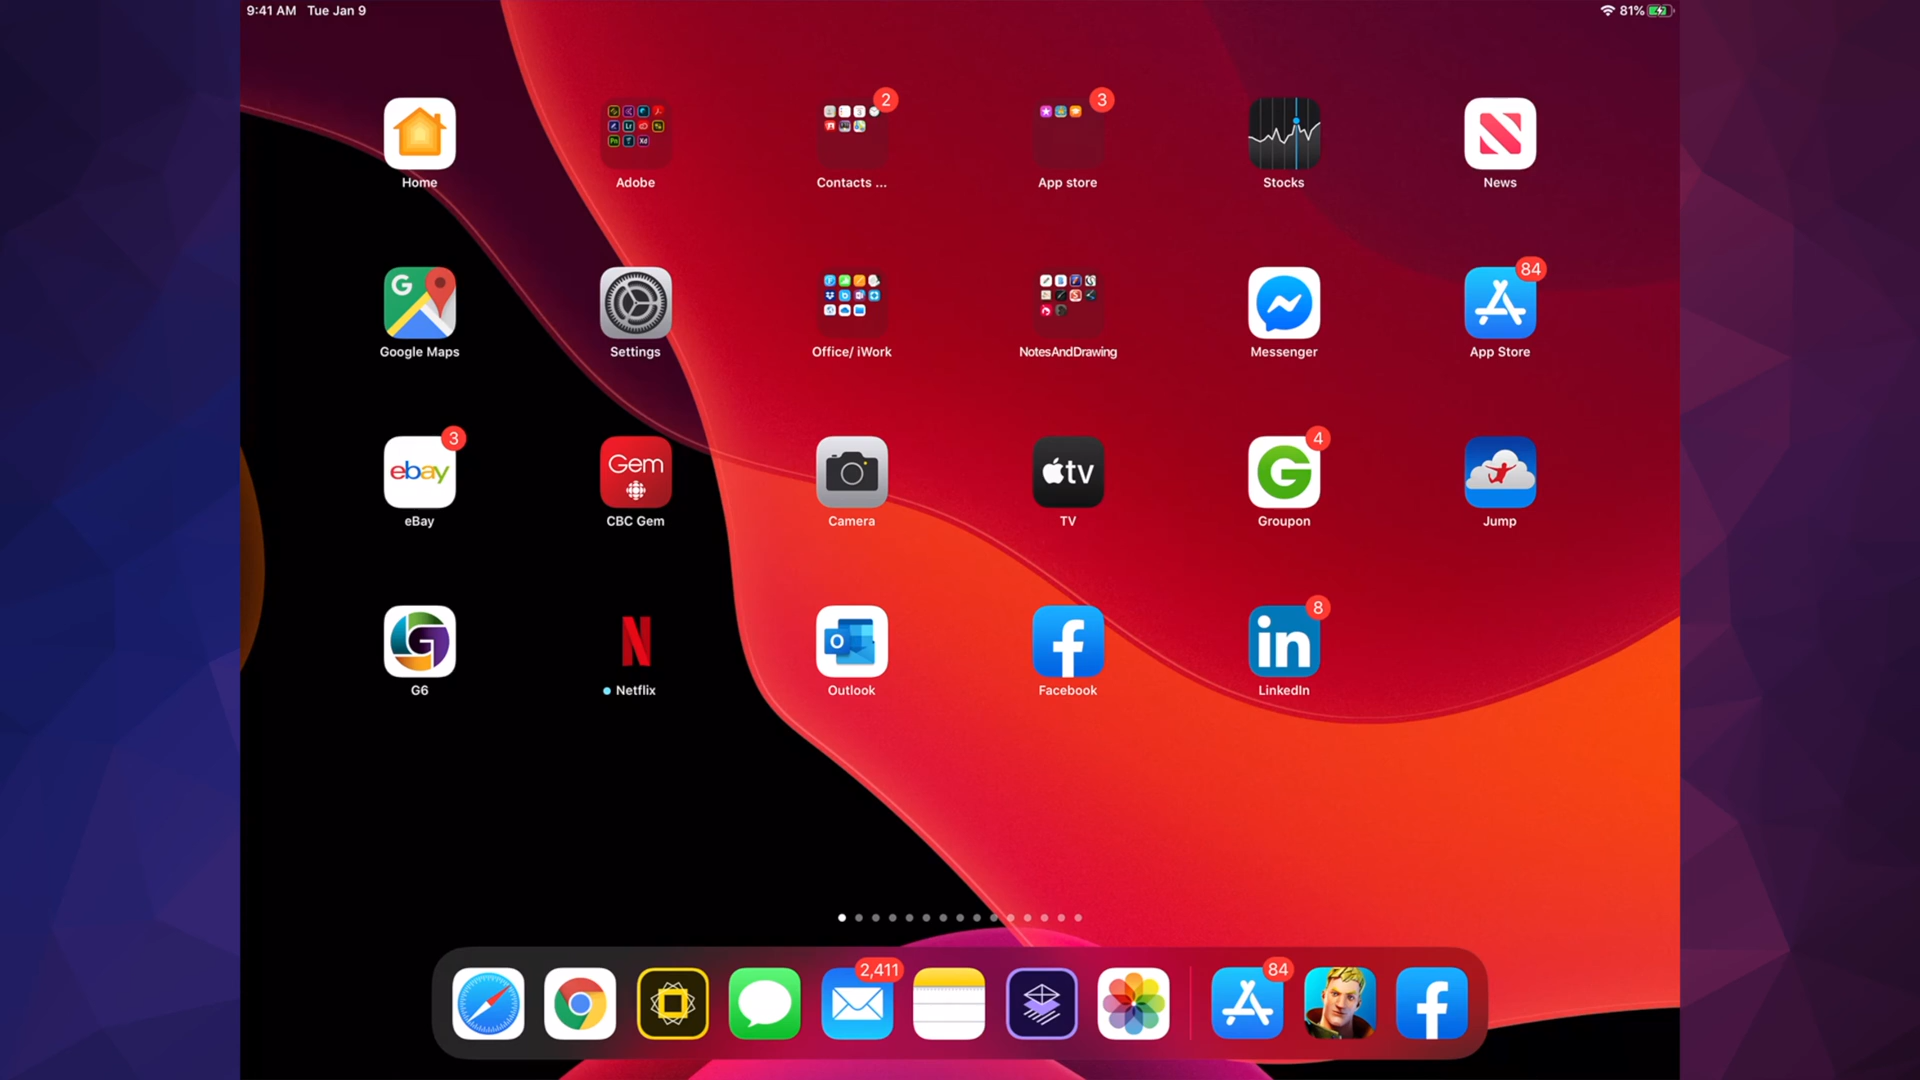 9:41 AM Tue Jan 9
81%
2
3
Home
Adobe
Contacts ...
App store
Stocks
News
G
84
Google Maps
Settings
Office/ iWork
NotesAndDrawing
Messenger
App Store
3
4
ebay
Gem
tv
G
eBay
CBC Gem
Camera
TV
Groupon
Jump
8
G
N
O
f
in
G6
Netflix
Outlook
Facebook
LinkedIn
2,411
84
f